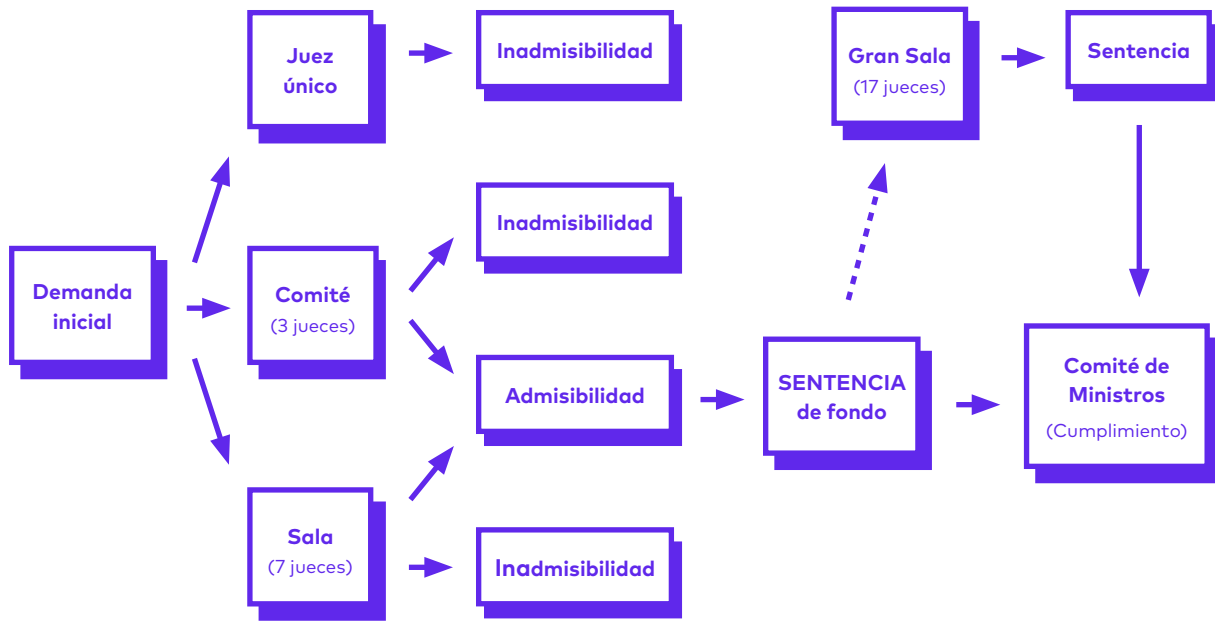 Juez
único
Inadmisibilidad
Gran Sala
(17 jueces)
Sentencia
Inadmisibilidad
Demanda
inicial
Comité
(3 jueces)
Admisibilidad
SENTENCIA
de fondo
Comité de
Ministros
(Cumplimiento)
Sala
(7 jueces)
Inadmisibilidad